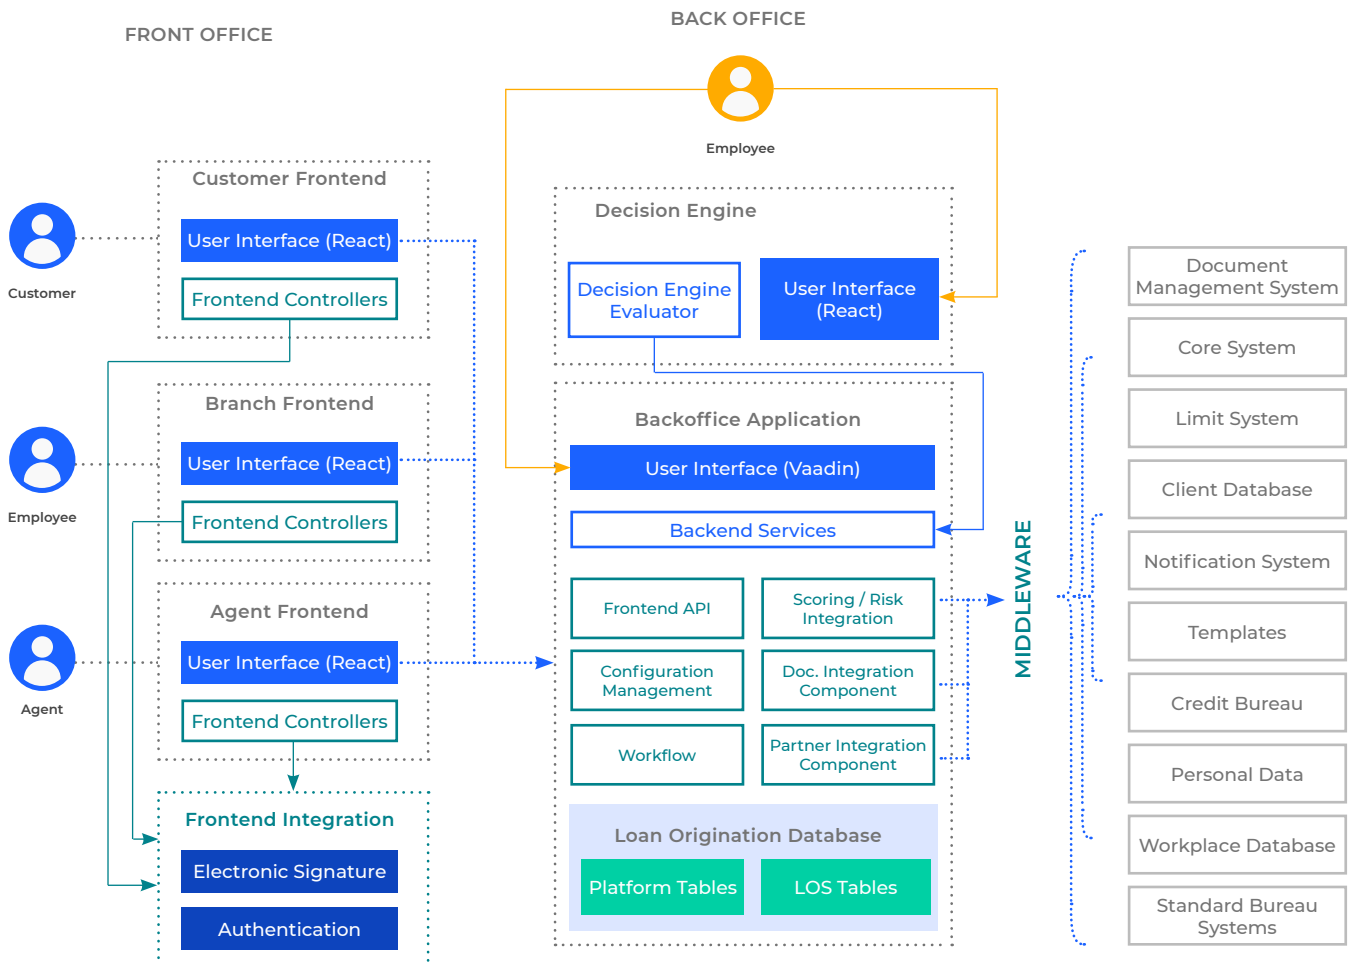 FRONT OFFICE
BACK OFFICE
Employee
Customer Frontend
User Interface (React)
Frontend Controllers
Customer
Branch Frontend
User Interface (React)
Frontend Controllers
Employee
Agent Frontend
User Interface (React)
Frontend Controllers
Agent
Frontend Integration
Electronic Signature
Authentication
Decision Engine
Decision Engine
Evaluator
User Interface
(React)
Backoffice Application
User Interface (Vaadin)
Backend Services
Frontend API
Scoring / Risk
Integration
Configuration
Management
Doc. Integration
Component
Workflow
Partner Integration
Component
Loan Origination Database
Platform Tables
LOS Tables
MIDDLEWARE
Document
Management System
Core System
Limit System
Client Database
Notification System
Templates
Credit Bureau
Personal Data
Workplace Database
Standard Bureau
Systems